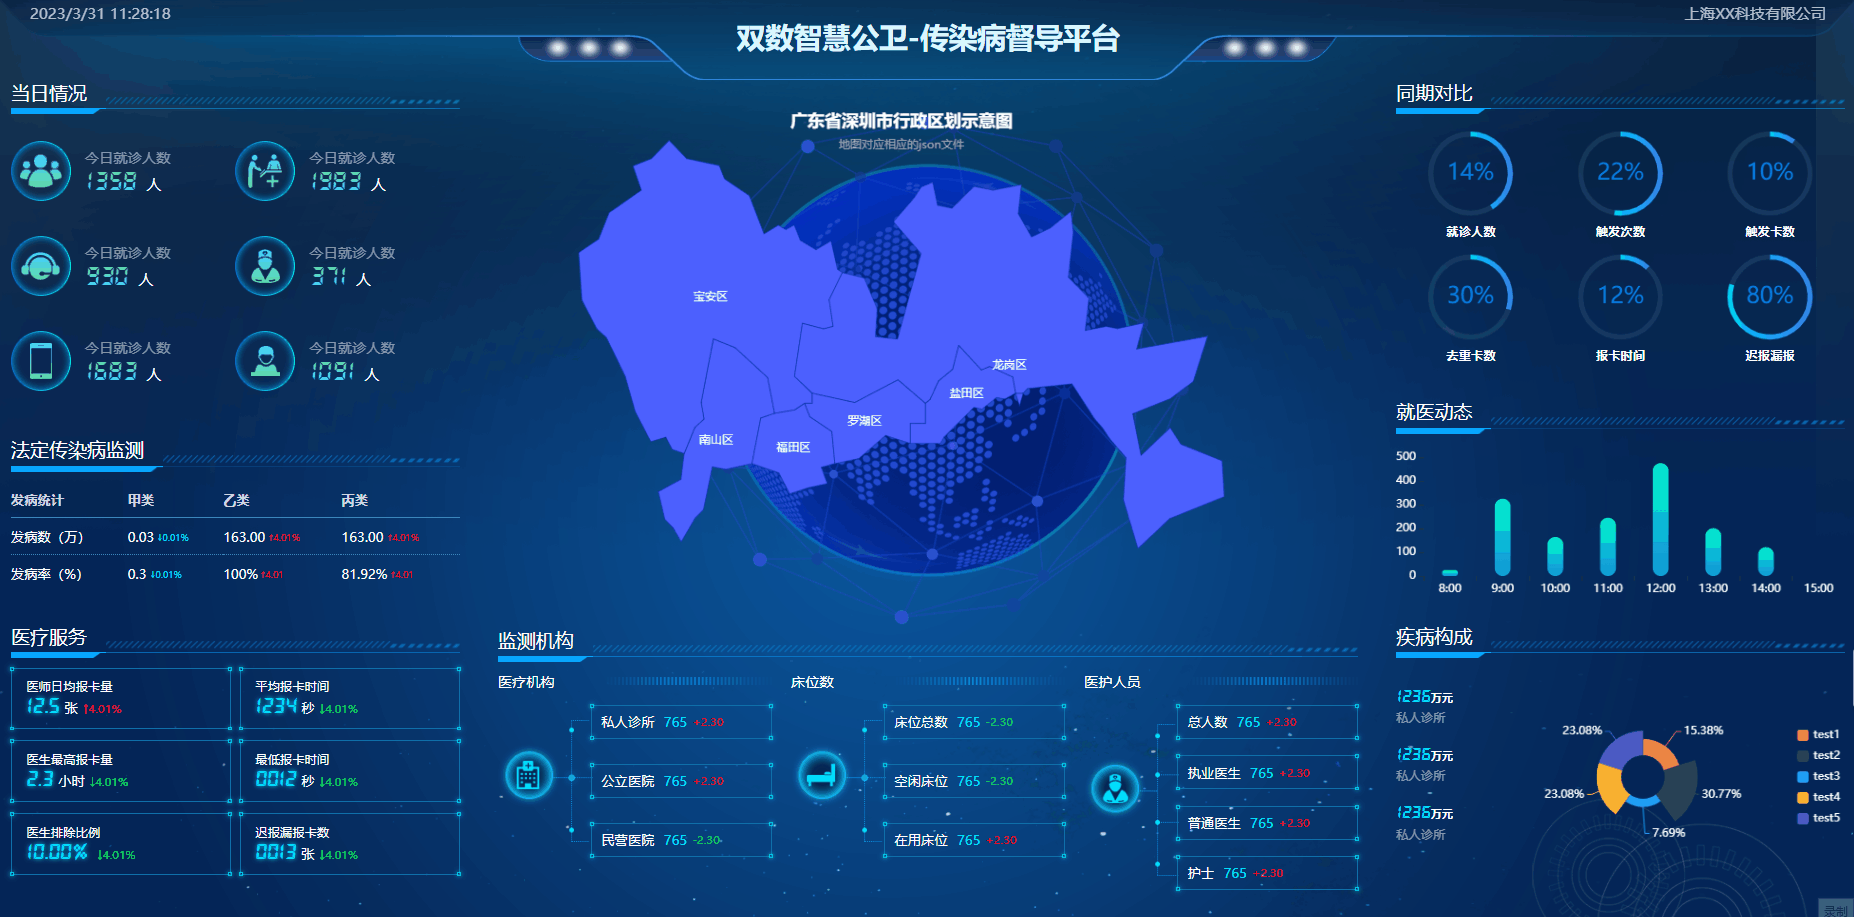 2023/3/31 11:28:18
上海XX科技有限公司
双数智慧公卫-传染病督导平台
当日情况
今日就诊人数
1358 人
今日就诊人数
1983 人
今日就诊人数
930 人
今日就诊人数
371 人
今日就诊人数
1683 人
今日就诊人数
1091 人
法定传染病监测
发病统计 甲类 乙类 丙类
发病数（万） 0.03 ↓0.01% 163.00 ↑4.01% 163.00 ↑4.01%
发病率（%） 0.3 ↓0.01% 100% ↑4.01 81.92% ↑4.01
医疗服务
医师日均报卡量
12.5 张 ↑4.01%
平均报卡时间
1234 秒 ↓4.01%
医生最高报卡量
2.3 小时 ↓4.01%
最低报卡时间
0012 秒 ↓4.01%
医生排除比例
10.00% ↓4.01%
迟报漏报卡数
0013 张 ↓4.01%
广东省深圳市行政区划示意图
地图对应相应的json文件
宝安区
龙岗区
盐田区
罗湖区
南山区
福田区
监测机构
医疗机构
私人诊所 765 +2.30
公立医院 765 +2.30
民营医院 765 -2.30
床位数
床位总数 765 -2.30
空闲床位 765 -2.30
在用床位 765 +2.30
医护人员
总人数 765 +2.30
执业医生 765 +2.30
普通医生 765 +2.30
护士 765 +2.30
同期对比
14% 22% 10%
就诊人数 触发次数 触发卡数
30% 12% 80%
去重卡数 报卡时间 迟报漏报
就医动态
500
400
300
200
100
0
8:00 9:00 10:00 11:00 12:00 13:00 14:00 15:00
疾病构成
1236万元
私人诊所
1236万元
私人诊所
1236万元
私人诊所
23.08% 15.38%
23.08% 30.77%
7.69%
test1
test2
test3
test4
test5
录制